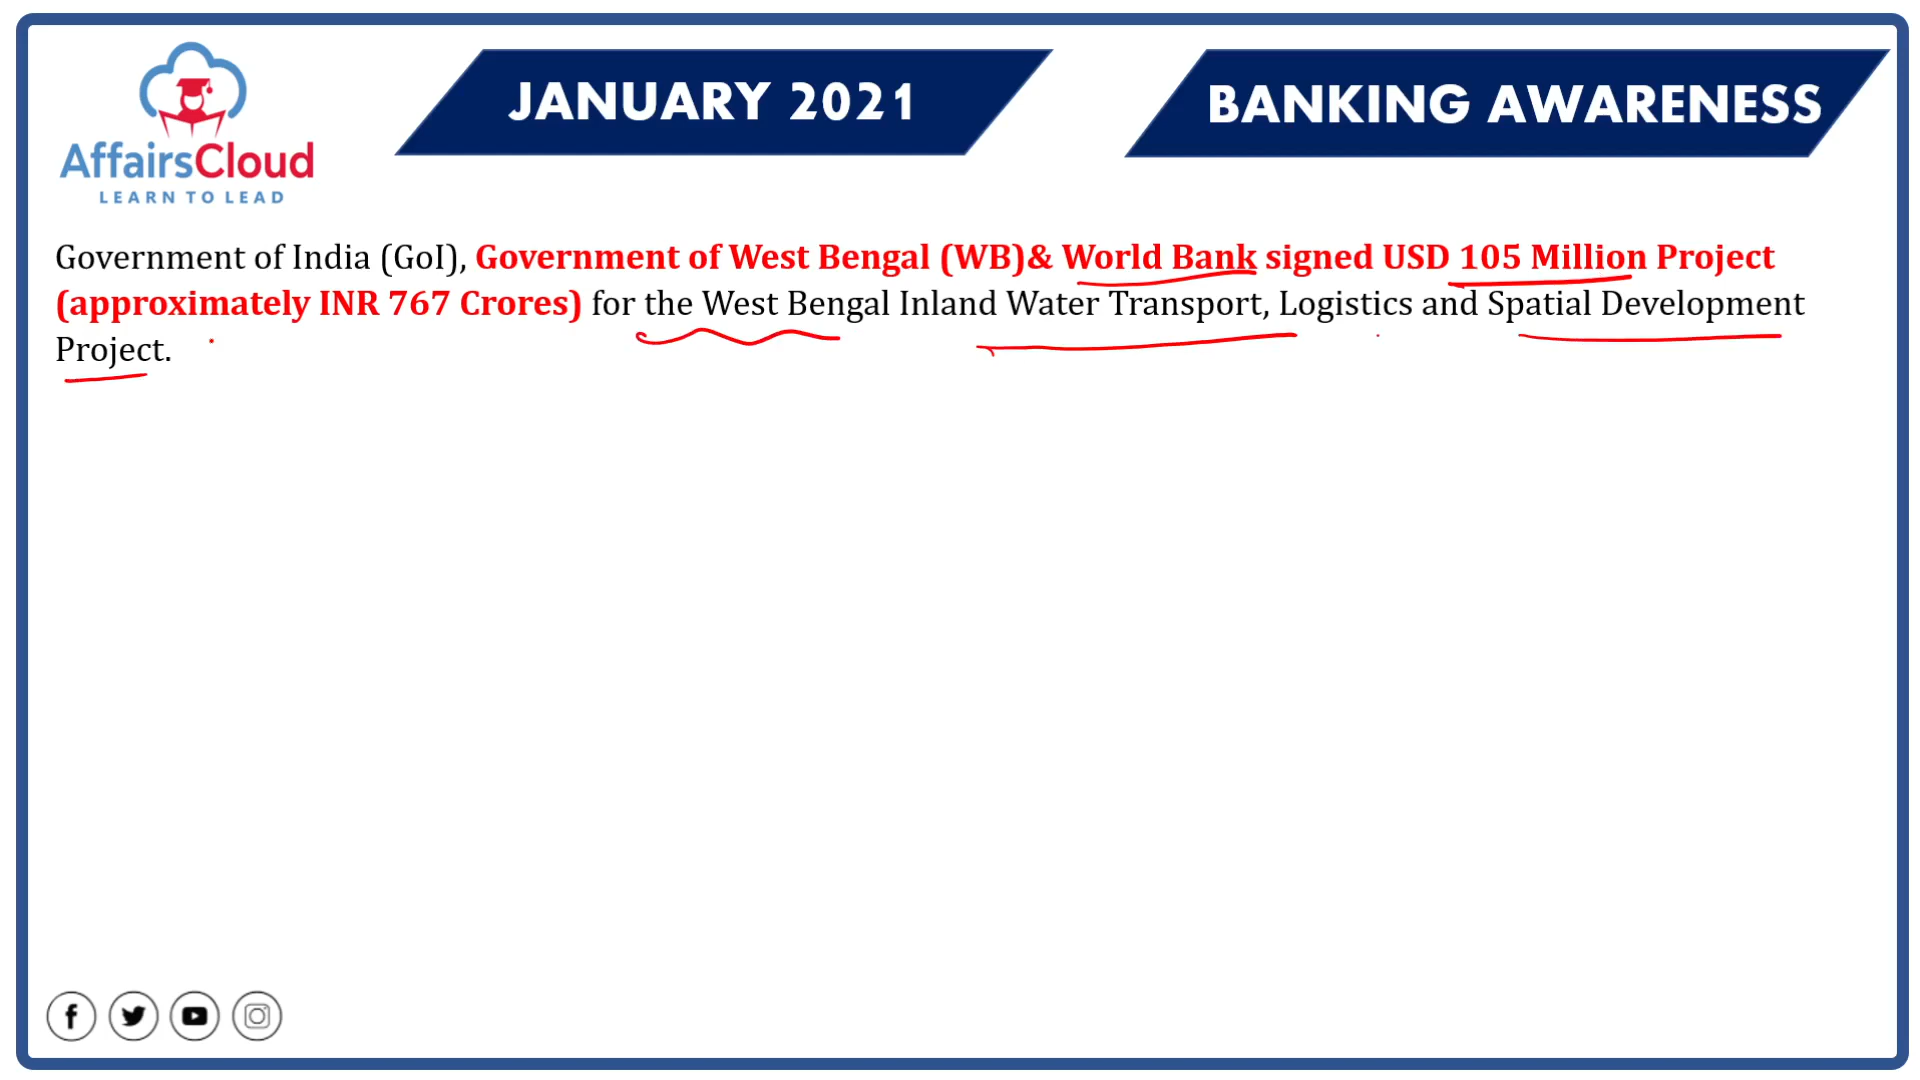 AffairsCloud
LEARN TO LEAD
JANUARY 2021
BANKING AWARENESS
Government of India (GoI), Government of West Bengal (WB)& World Bank signed USD 105 Million Project
(approximately INR 767 Crores) for the West Bengal Inland Water Transport, Logistics and Spatial Development
Project.